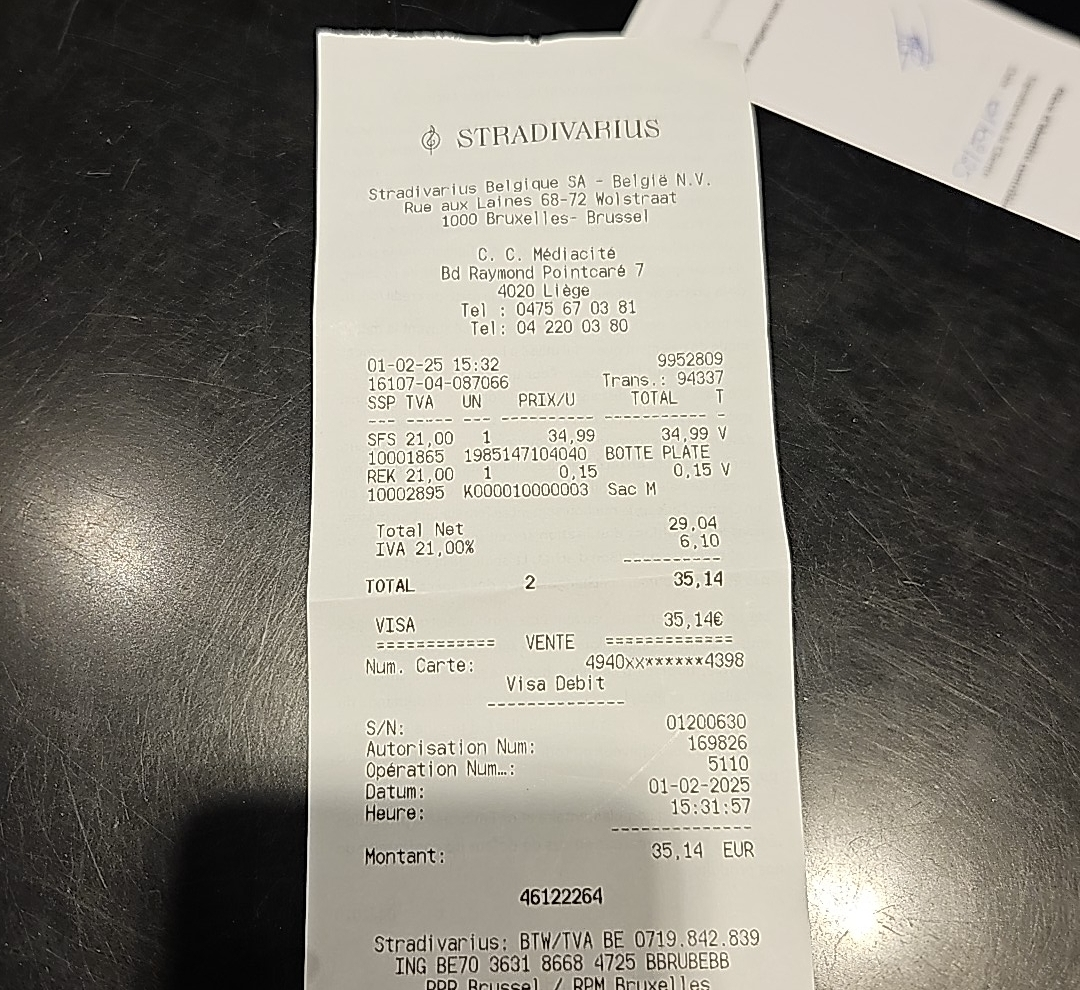 STRADIVARIUS
Stradivarius Belgique SA - België N.V.
Rue aux Laines 68-72 Wolstraat
1000 Bruxelles- Brussel
C. C. Médiacité
Bd Raymond Pointcaré 7
4020 Liège
Tel : 0475 67 03 81
Tel: 04 220 03 80
01-02-25 15:32 9952809
16107-04-087066 Trans.: 94337
SSP TVA UN PRIX/U TOTAL T
--- ----- --- ---------- ----------- -
SFS 21,00 1 34,99 34,99 V
10001865 1985147104040 BOTTE PLATE
REK 21,00 1 0,15 0,15 V
10002895 K000010000003 Sac M
Total Net 29,04
IVA 21,00% 6,10
----------
TOTAL 2 35,14
VISA 35,14€
============ VENTE =============
Num. Carte: 4940xx******4398
Visa Debit
--------------
S/N: 01200630
Autorisation Num: 169826
Opération Num…: 5110
Datum: 01-02-2025
Heure: 15:31:57
--------------
Montant: 35,14 EUR
46122264
Stradivarius: BTW/TVA BE 0719.842.839
ING BE70 3631 8668 4725 BBRUBEBB
RPR Brussel / RPM Bruxelles